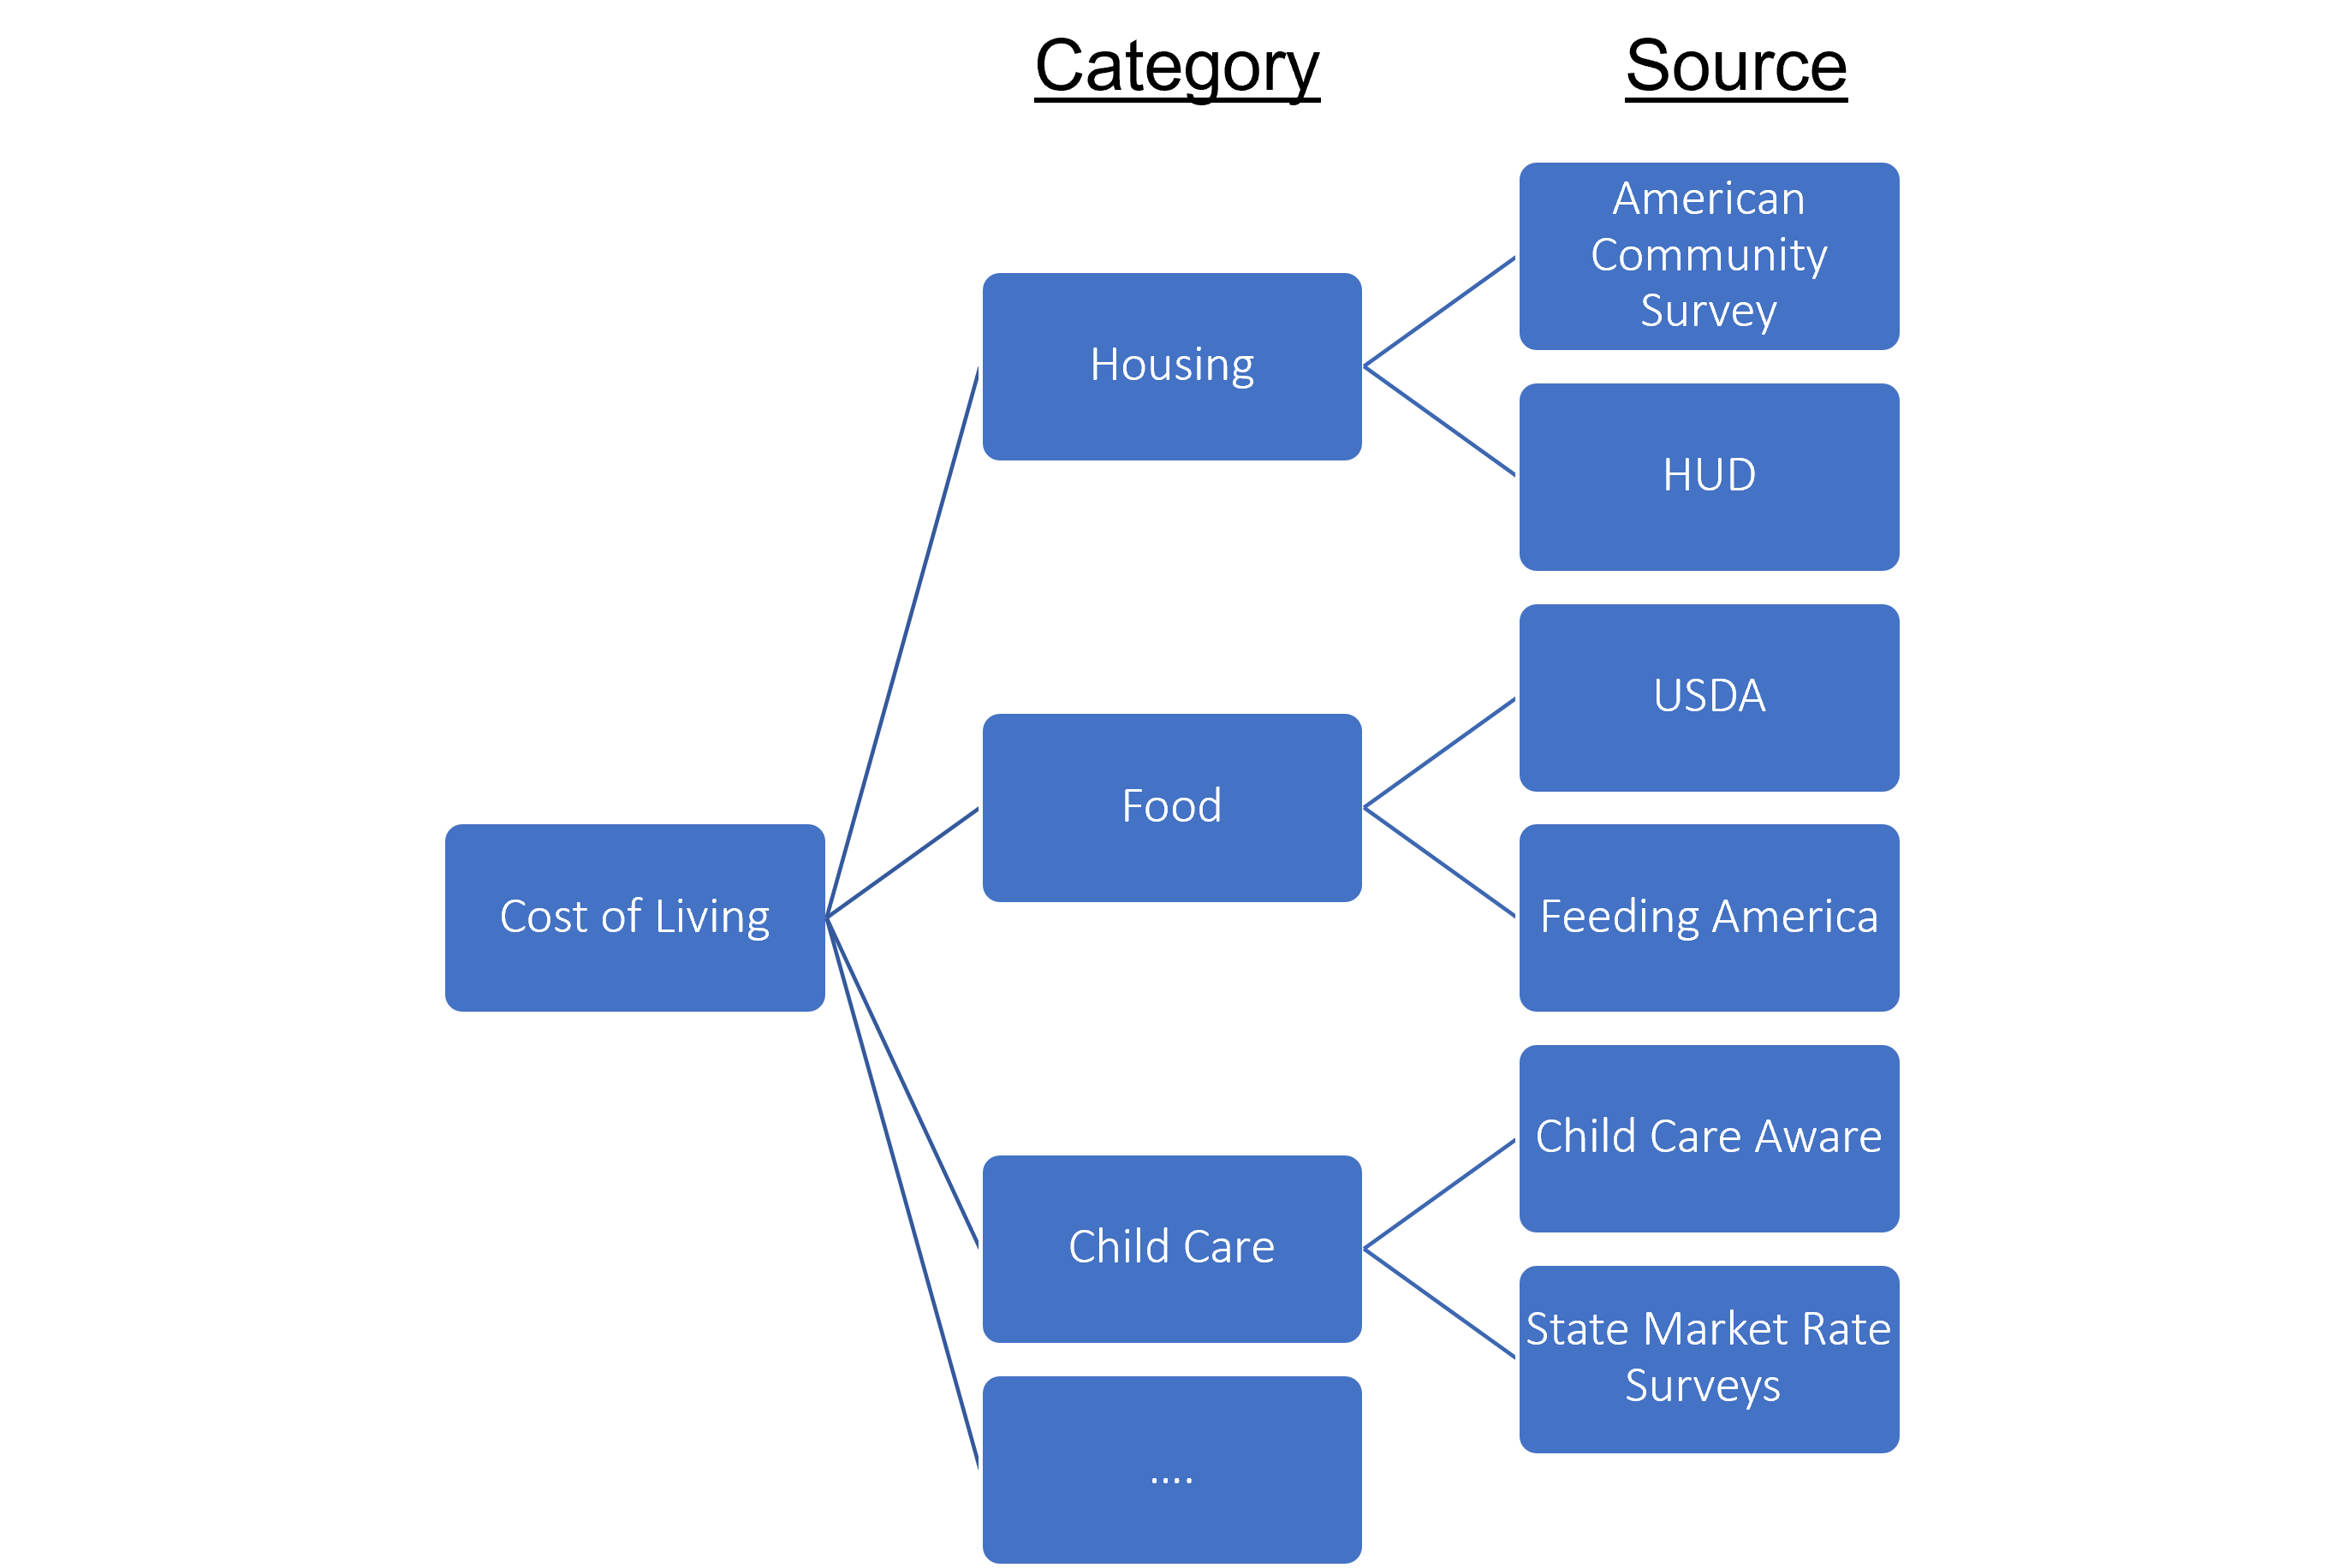 Category
Source
American
Community
Survey
Housing
HUD
USDA
Food
Cost of Living
Feeding America
Child Care Aware
Child Care
State Market Rate
Surveys
....